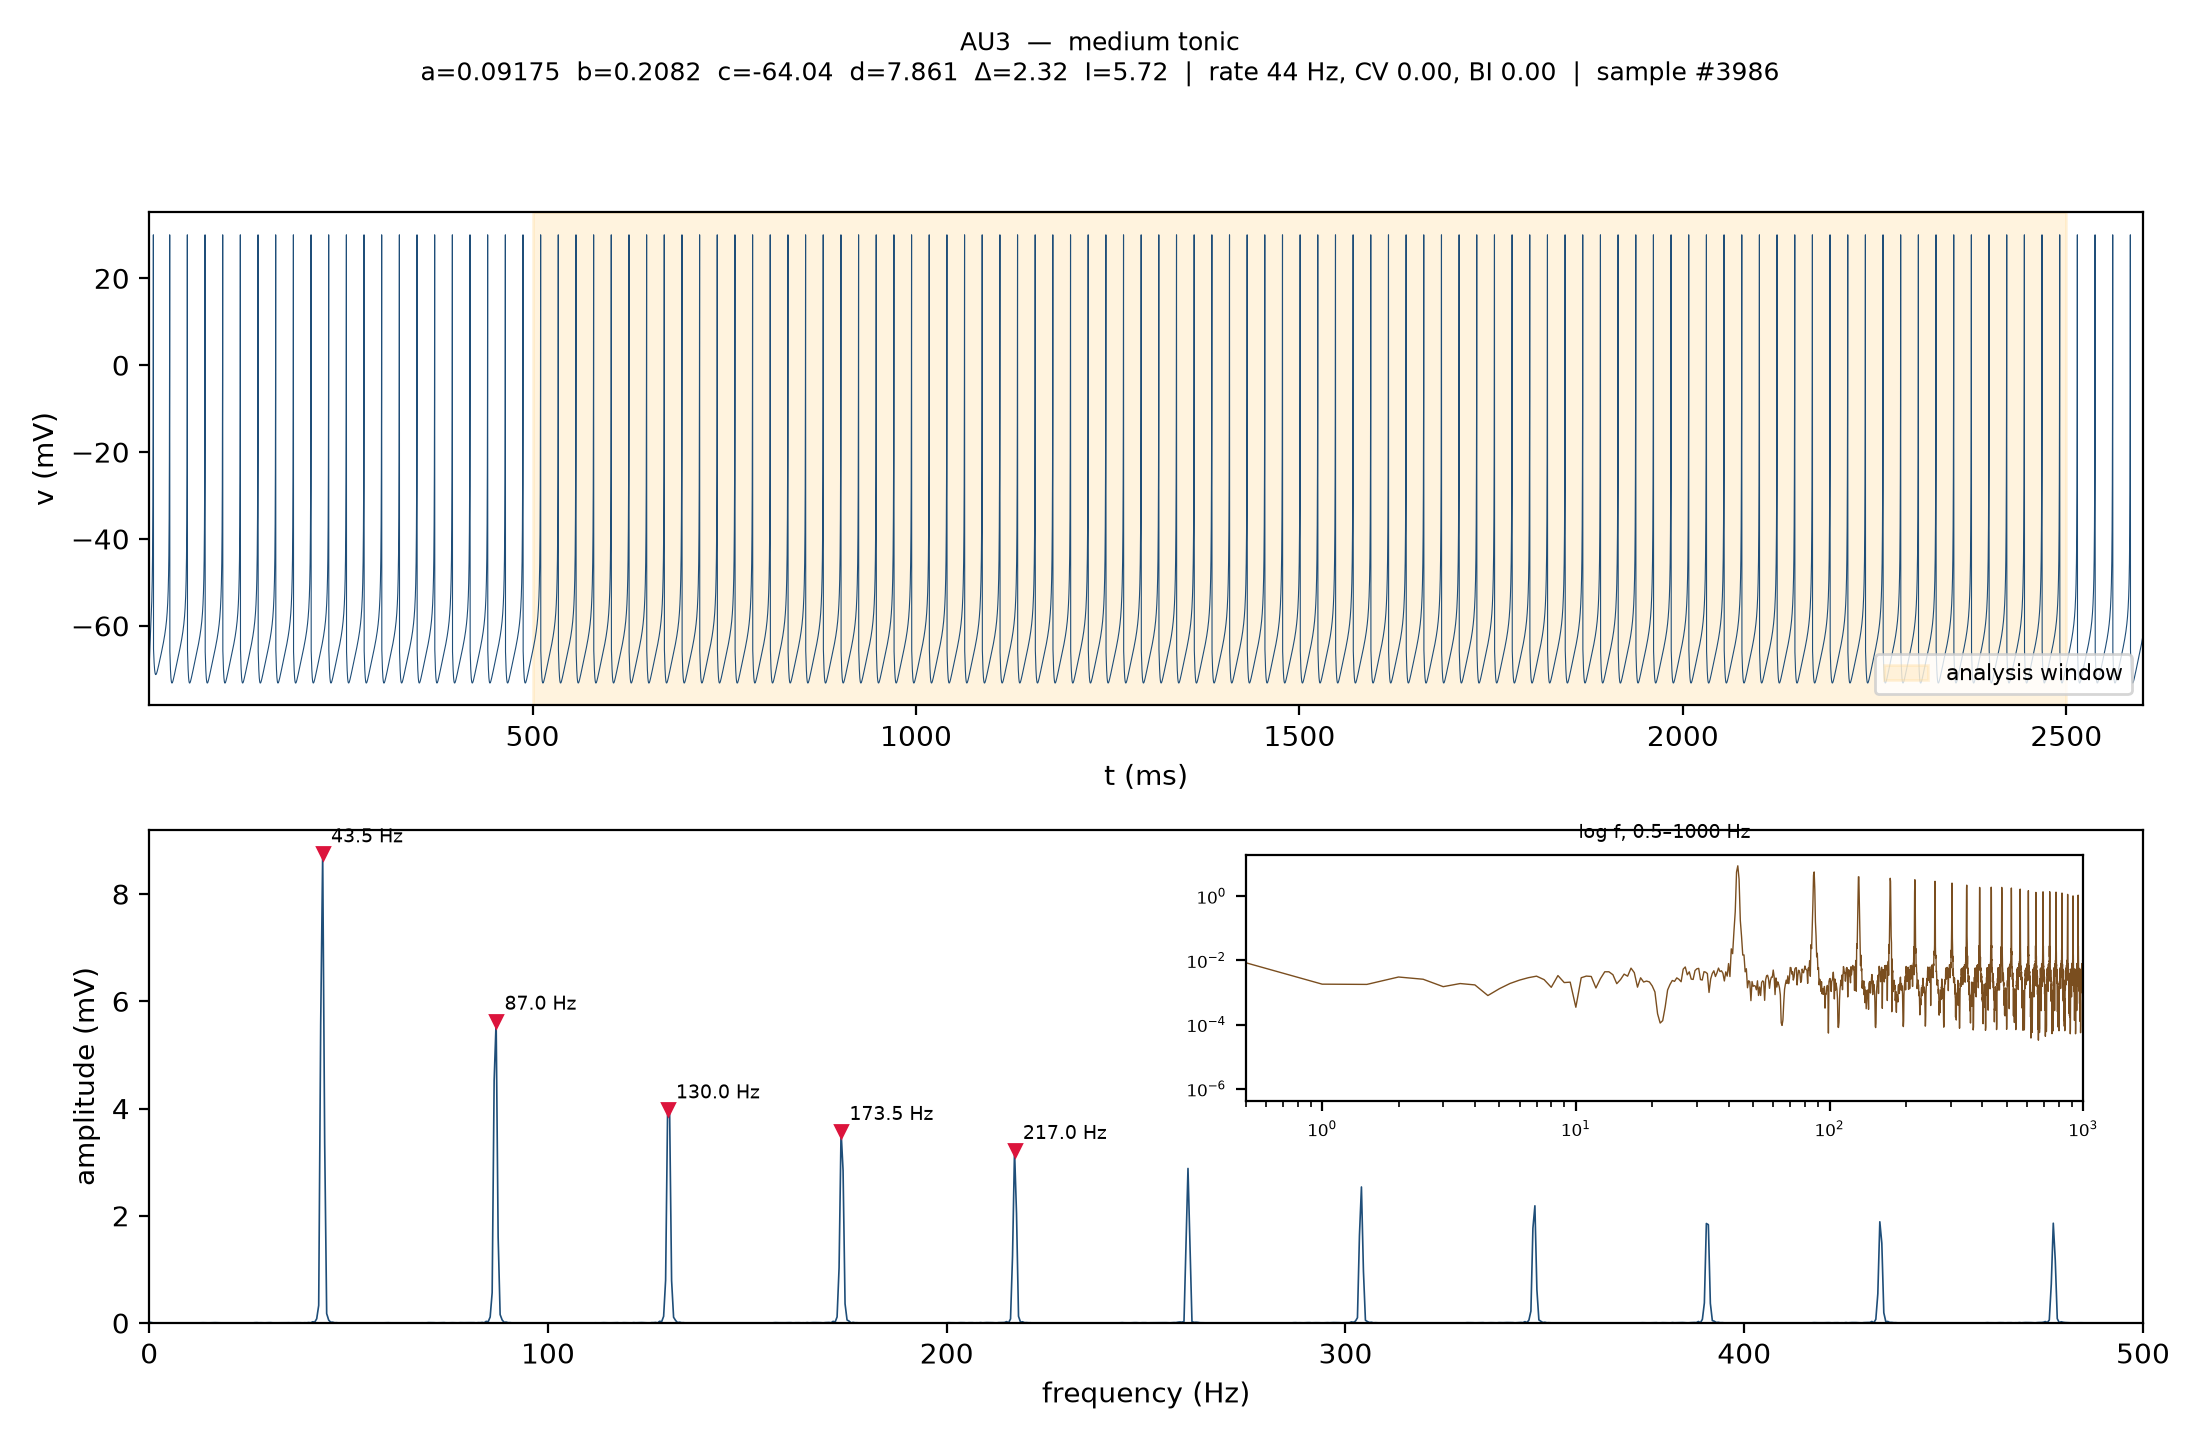 AU3 — medium tonic
a=0.09175 b=0.2082 c=-64.04 d=7.861 Δ=2.32 I=5.72 | rate 44 Hz, CV 0.00, BI 0.00 | sample #3986
20
0
−20
−40
−60
v (mV)
analysis window
500
1000
1500
2000
2500
t (ms)
43.5 Hz
87.0 Hz
130.0 Hz
173.5 Hz
217.0 Hz
8
6
4
2
0
amplitude (mV)
log f, 0.5–1000 Hz
10⁰
10⁻²
10⁻⁴
10⁻⁶
10⁰
10¹
10²
10³
0
100
200
300
400
500
frequency (Hz)